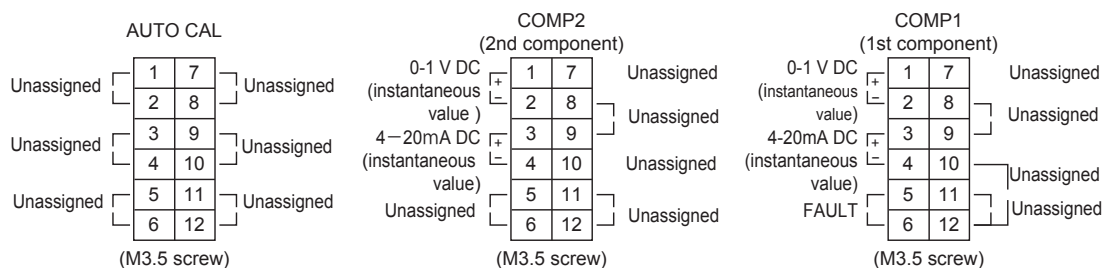 AUTO CAL
Unassigned
Unassigned
Unassigned
1 7
2 8
3 9
4 10
5 11
6 12
Unassigned
Unassigned
Unassigned
(M3.5 screw)
COMP2
(2nd component)
0-1 V DC
(instantaneous
value )
4－20mA DC
(instantaneous
value)
Unassigned
+
−
+
−
1 7
2 8
3 9
4 10
5 11
6 12
Unassigned
Unassigned
Unassigned
Unassigned
(M3.5 screw)
COMP1
(1st component)
0-1 V DC
(instantaneous
value)
4-20mA DC
(instantaneous
value)
FAULT
+
−
+
−
1 7
2 8
3 9
4 10
5 11
6 12
Unassigned
Unassigned
Unassigned
Unassigned
(M3.5 screw)